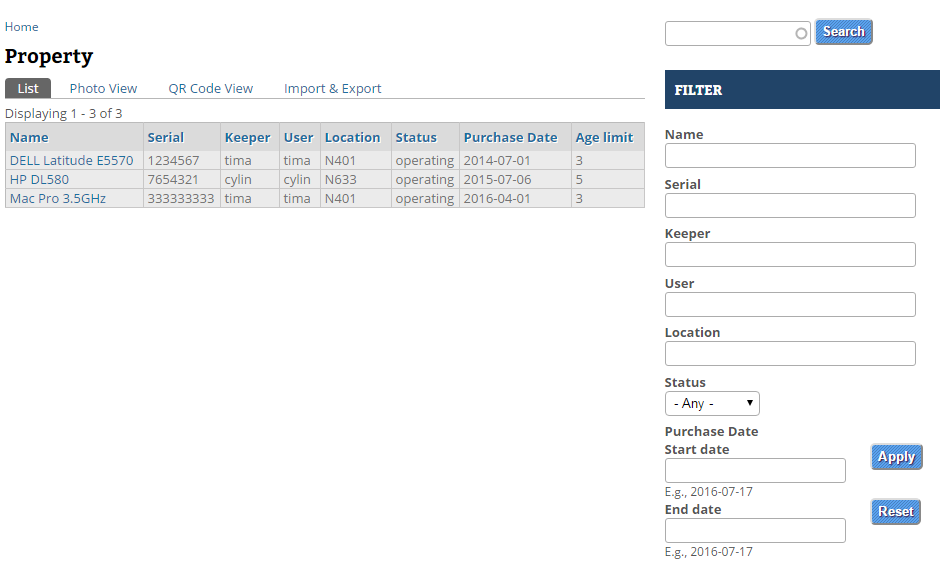 Home
Property
List Photo View QR Code View Import & Export
Displaying 1 - 3 of 3
Name Serial Keeper User Location Status Purchase Date Age limit
DELL Latitude E5570 1234567 tima tima N401 operating 2014-07-01 3
HP DL580 7654321 cylin cylin N633 operating 2015-07-06 5
Mac Pro 3.5GHz 333333333 tima tima N401 operating 2016-04-01 3
Search
FILTER
Name
Serial
Keeper
User
Location
Status
- Any -
Purchase Date
Start date
Apply
E.g., 2016-07-17
End date
Reset
E.g., 2016-07-17